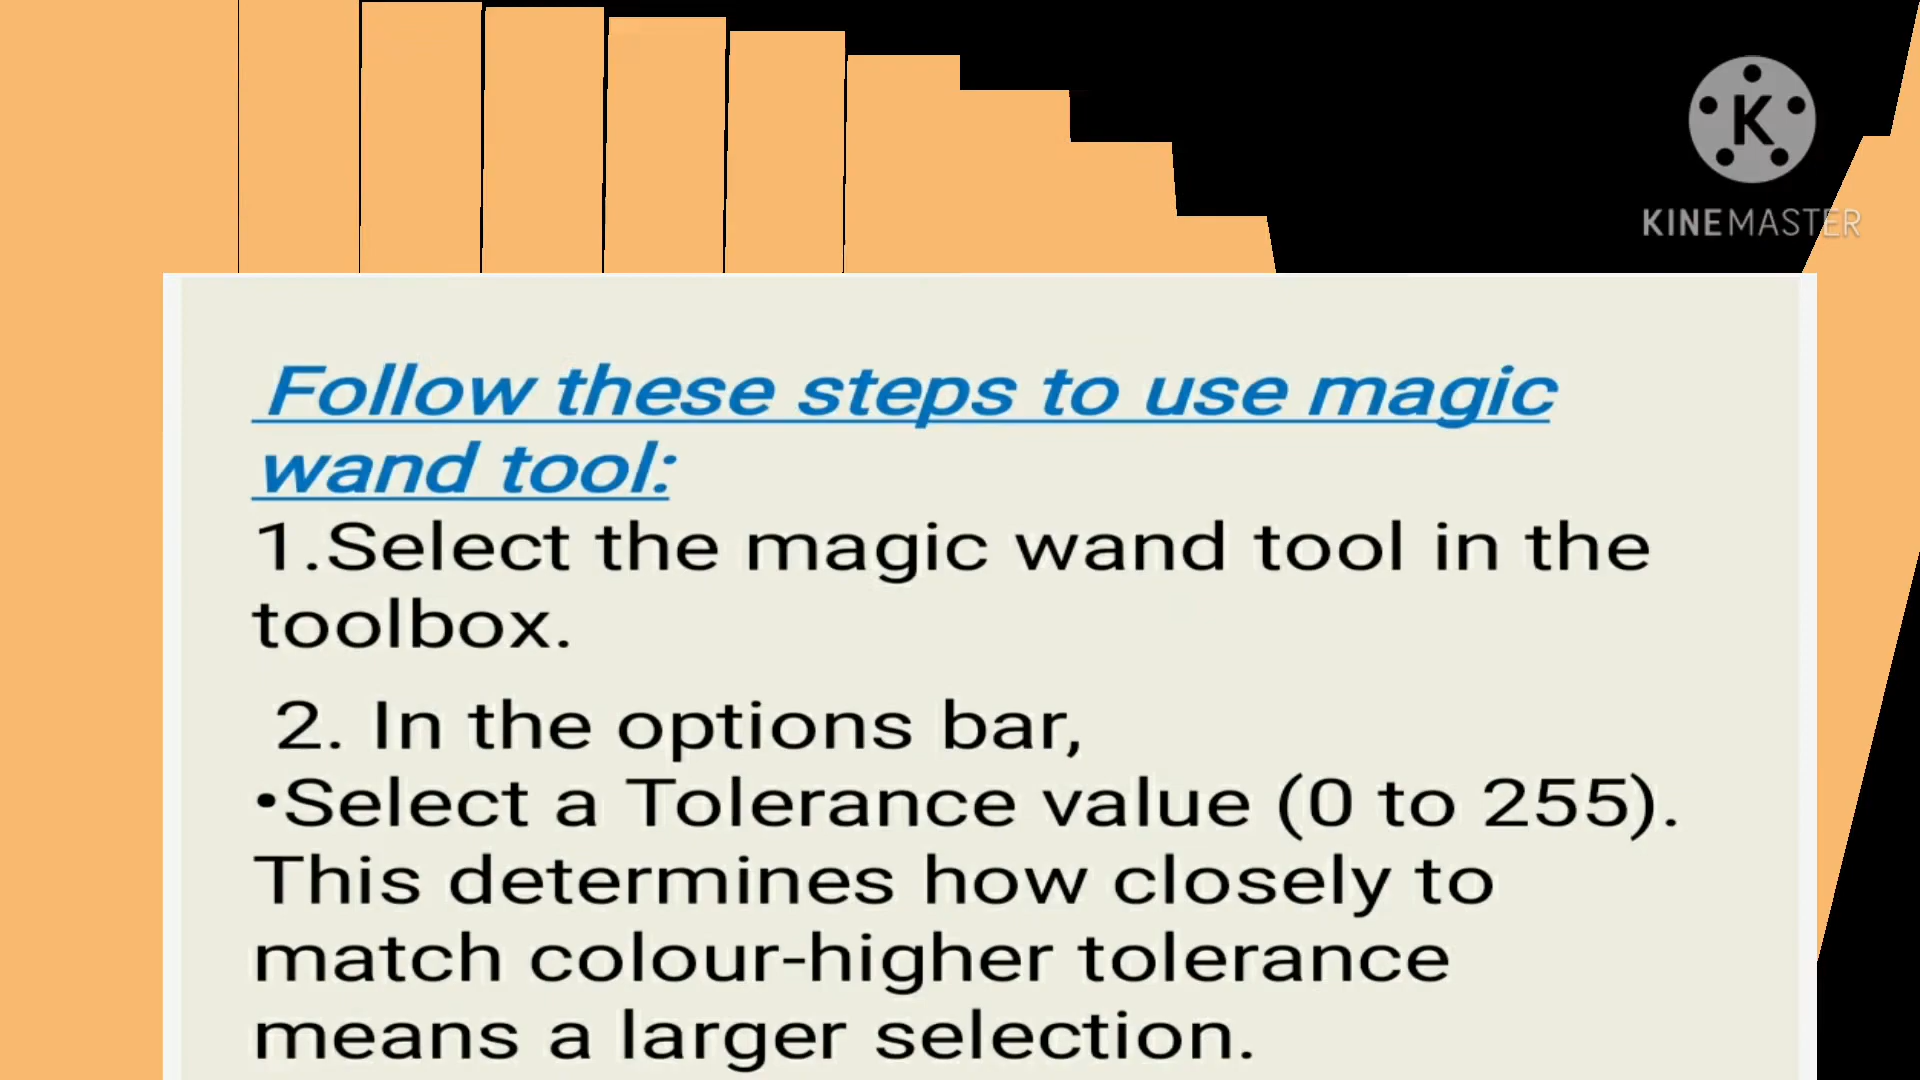 K
KINEMASTER
Follow these steps to use magic
wand tool:
1.Select the magic wand tool in the
toolbox.
2. In the options bar,
•Select a Tolerance value (0 to 255).
This determines how closely to
match colour-higher tolerance
means a larger selection.